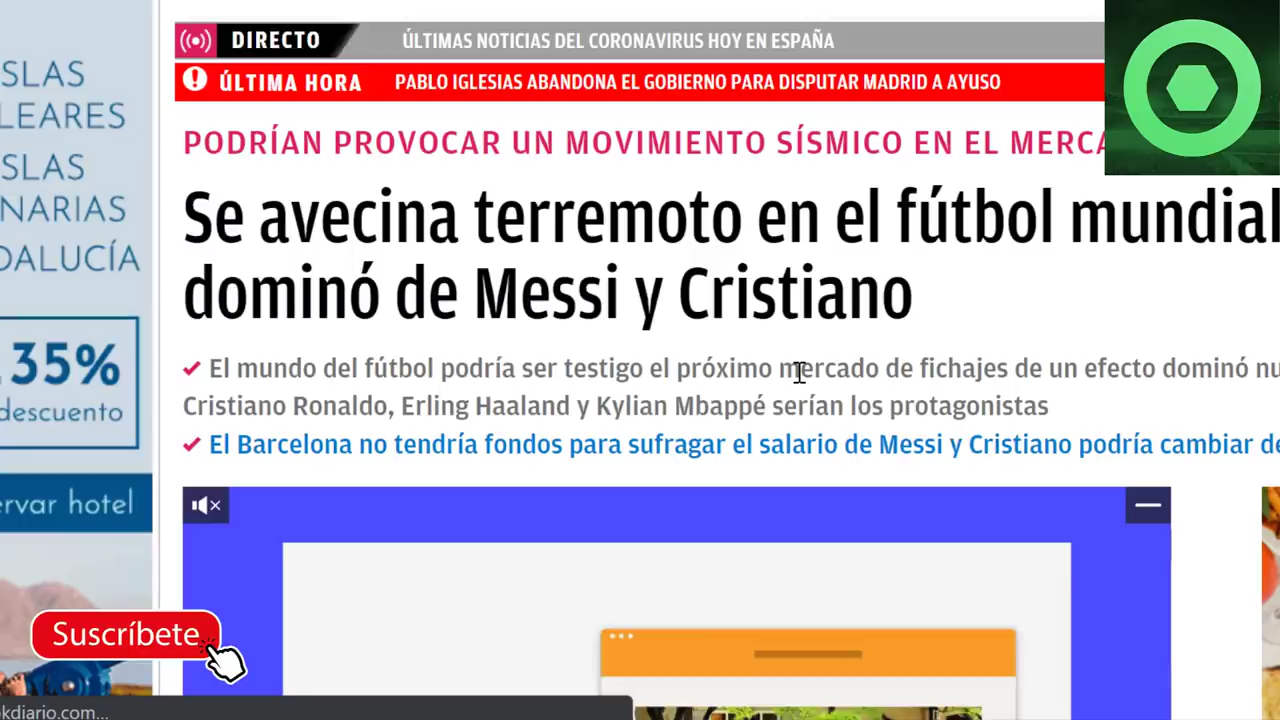 SLAS
LEARES
SLAS
NARIAS
DALUCÍA
35%
descuento
ervar hotel
DIRECTO
ÚLTIMAS NOTICIAS DEL CORONAVIRUS HOY EN ESPAÑA
ÚLTIMA HORA
PABLO IGLESIAS ABANDONA EL GOBIERNO PARA DISPUTAR MADRID A AYUSO
PODRÍAN PROVOCAR UN MOVIMIENTO SÍSMICO EN EL MERCA
Se avecina terremoto en el fútbol mundial
dominó de Messi y Cristiano
El mundo del fútbol podría ser testigo el próximo mercado de fichajes de un efecto dominó nu
Cristiano Ronaldo, Erling Haaland y Kylian Mbappé serían los protagonistas
El Barcelona no tendría fondos para sufragar el salario de Messi y Cristiano podría cambiar de
Suscríbete
kdiario.com...